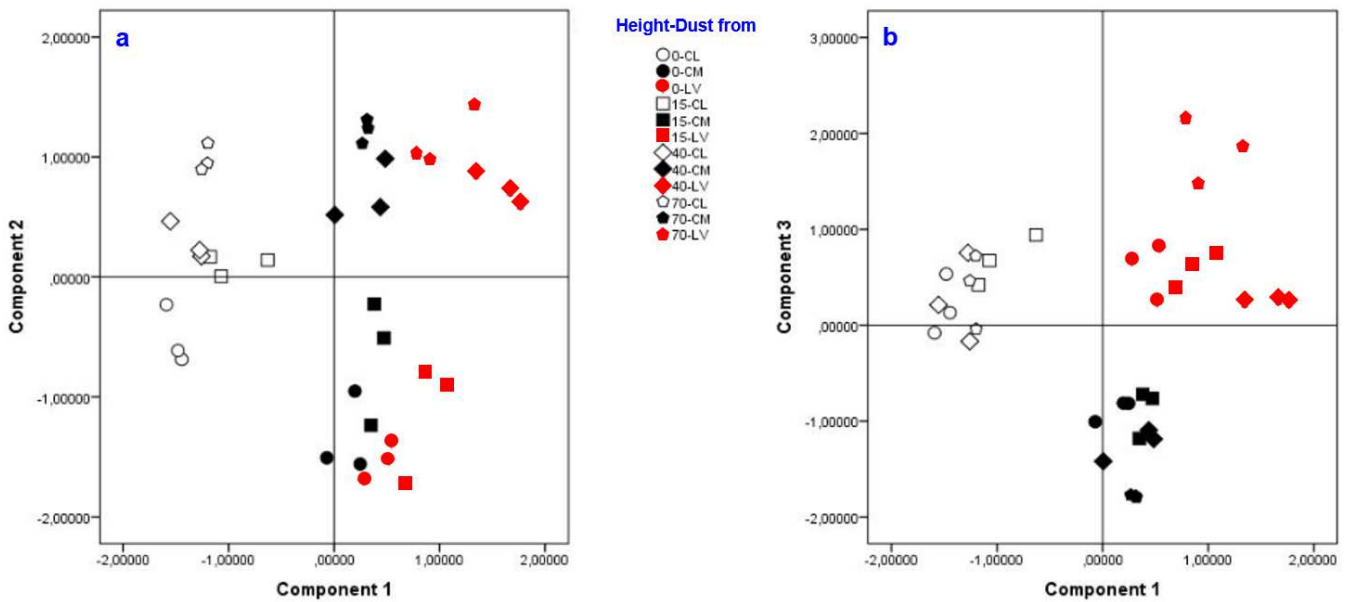 a
2,00000
1,00000
,00000
-1,00000
-2,00000
Component 2
-2,00000 -1,00000 ,00000 1,00000 2,00000
Component 1
Height-Dust from
0-CL
0-CM
0-LV
15-CL
15-CM
15-LV
40-CL
40-CM
40-LV
70-CL
70-CM
70-LV
b
3,00000
2,00000
1,00000
,00000
-1,00000
-2,00000
Component 3
-2,00000 -1,00000 ,00000 1,00000 2,00000
Component 1